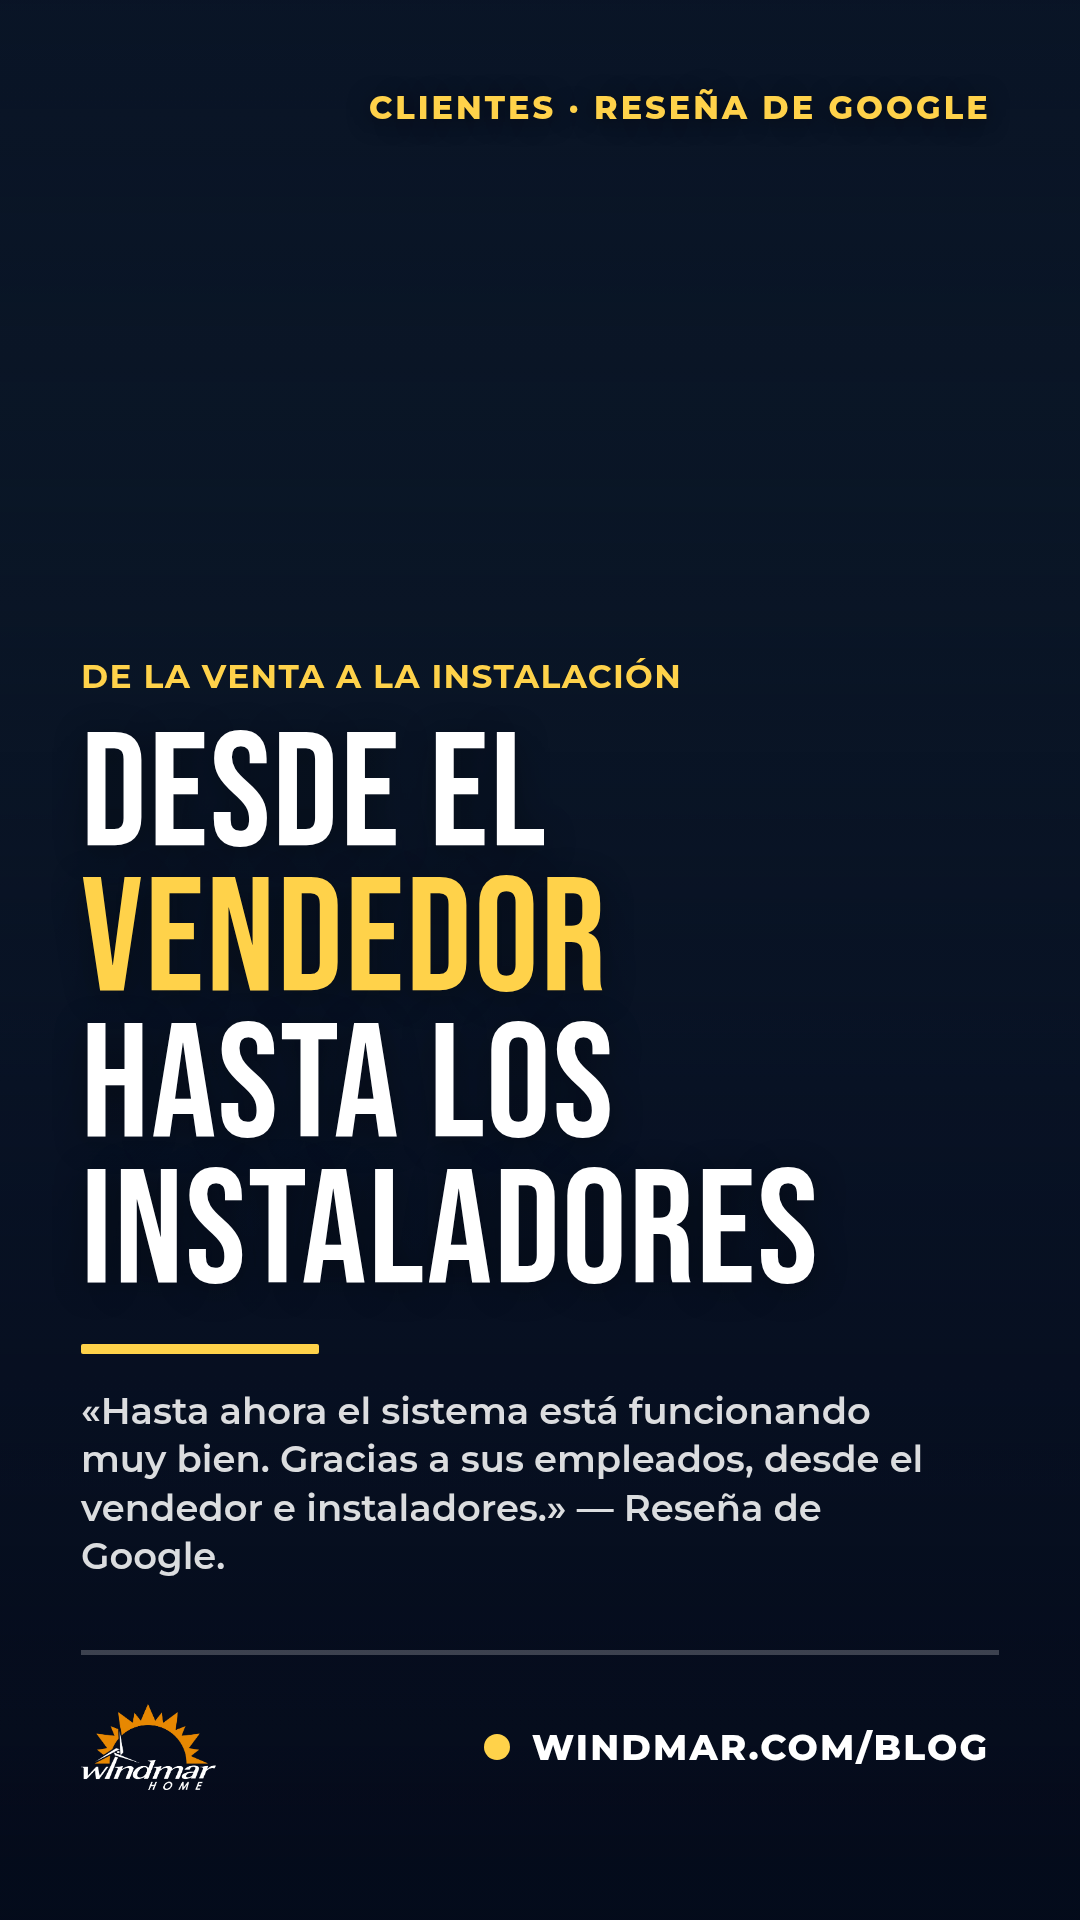 CLIENTES · RESEÑA DE GOOGLE
DE LA VENTA A LA INSTALACIÓN
DESDE EL
VENDEDOR
HASTA LOS
INSTALADORES
«Hasta ahora el sistema está funcionando
muy bien. Gracias a sus empleados, desde el
vendedor e instaladores.» — Reseña de
Google.
windmar
HOME
WINDMAR.COM/BLOG